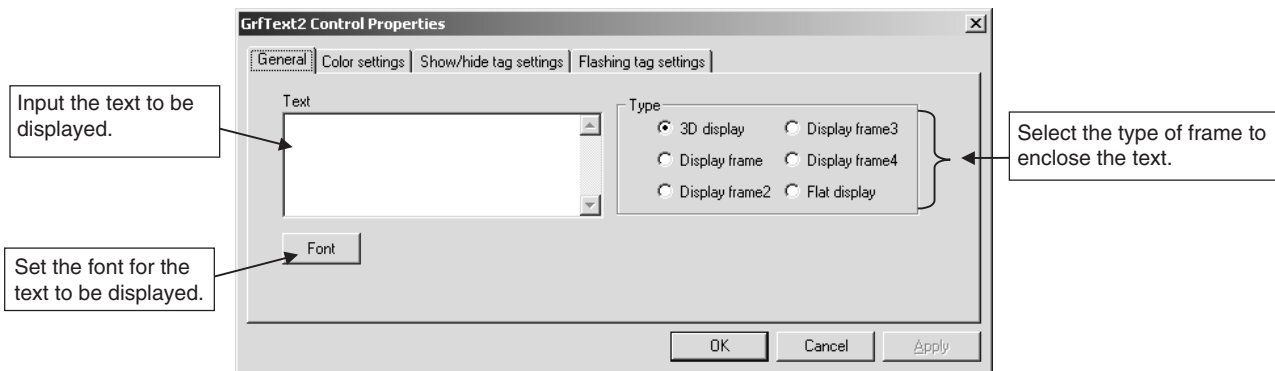 GrfText2 Control Properties
General
Color settings
Show/hide tag settings
Flashing tag settings
Input the text to be
displayed.
Text
Type
3D display
Display frame3
Display frame
Display frame4
Display frame2
Flat display
Select the type of frame to
enclose the text.
Font
Set the font for the
text to be displayed.
OK
Cancel
Apply